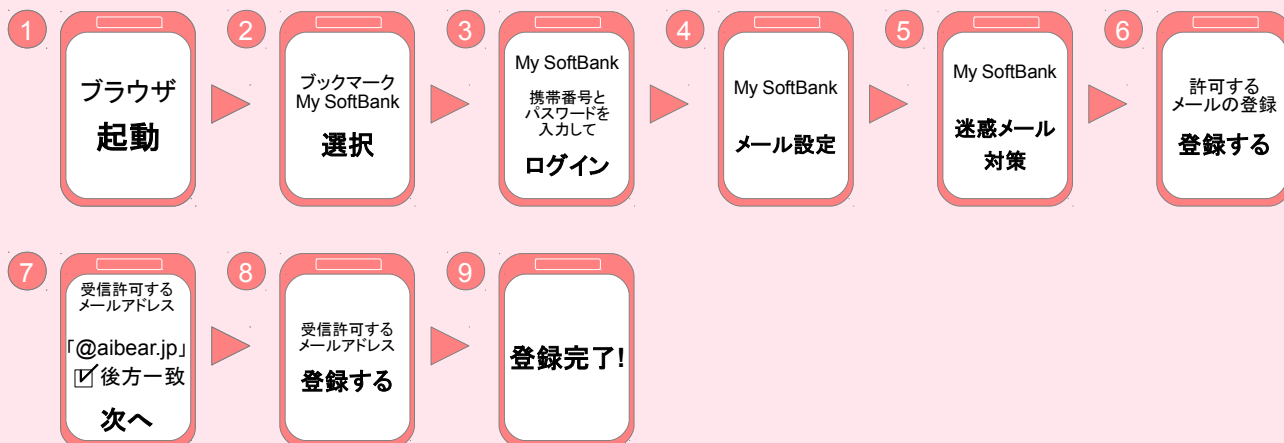 1
ブラウザ
起動
2
ブックマーク
My SoftBank
選択
3
My SoftBank
携帯番号と
パスワードを
入力して
ログイン
4
My SoftBank
メール設定
5
My SoftBank
迷惑メール
対策
6
許可する
メールの登録
登録する
7
受信許可する
メールアドレス
「@aibear.jp」
後方一致
次へ
8
受信許可する
メールアドレス
登録する
9
登録完了!